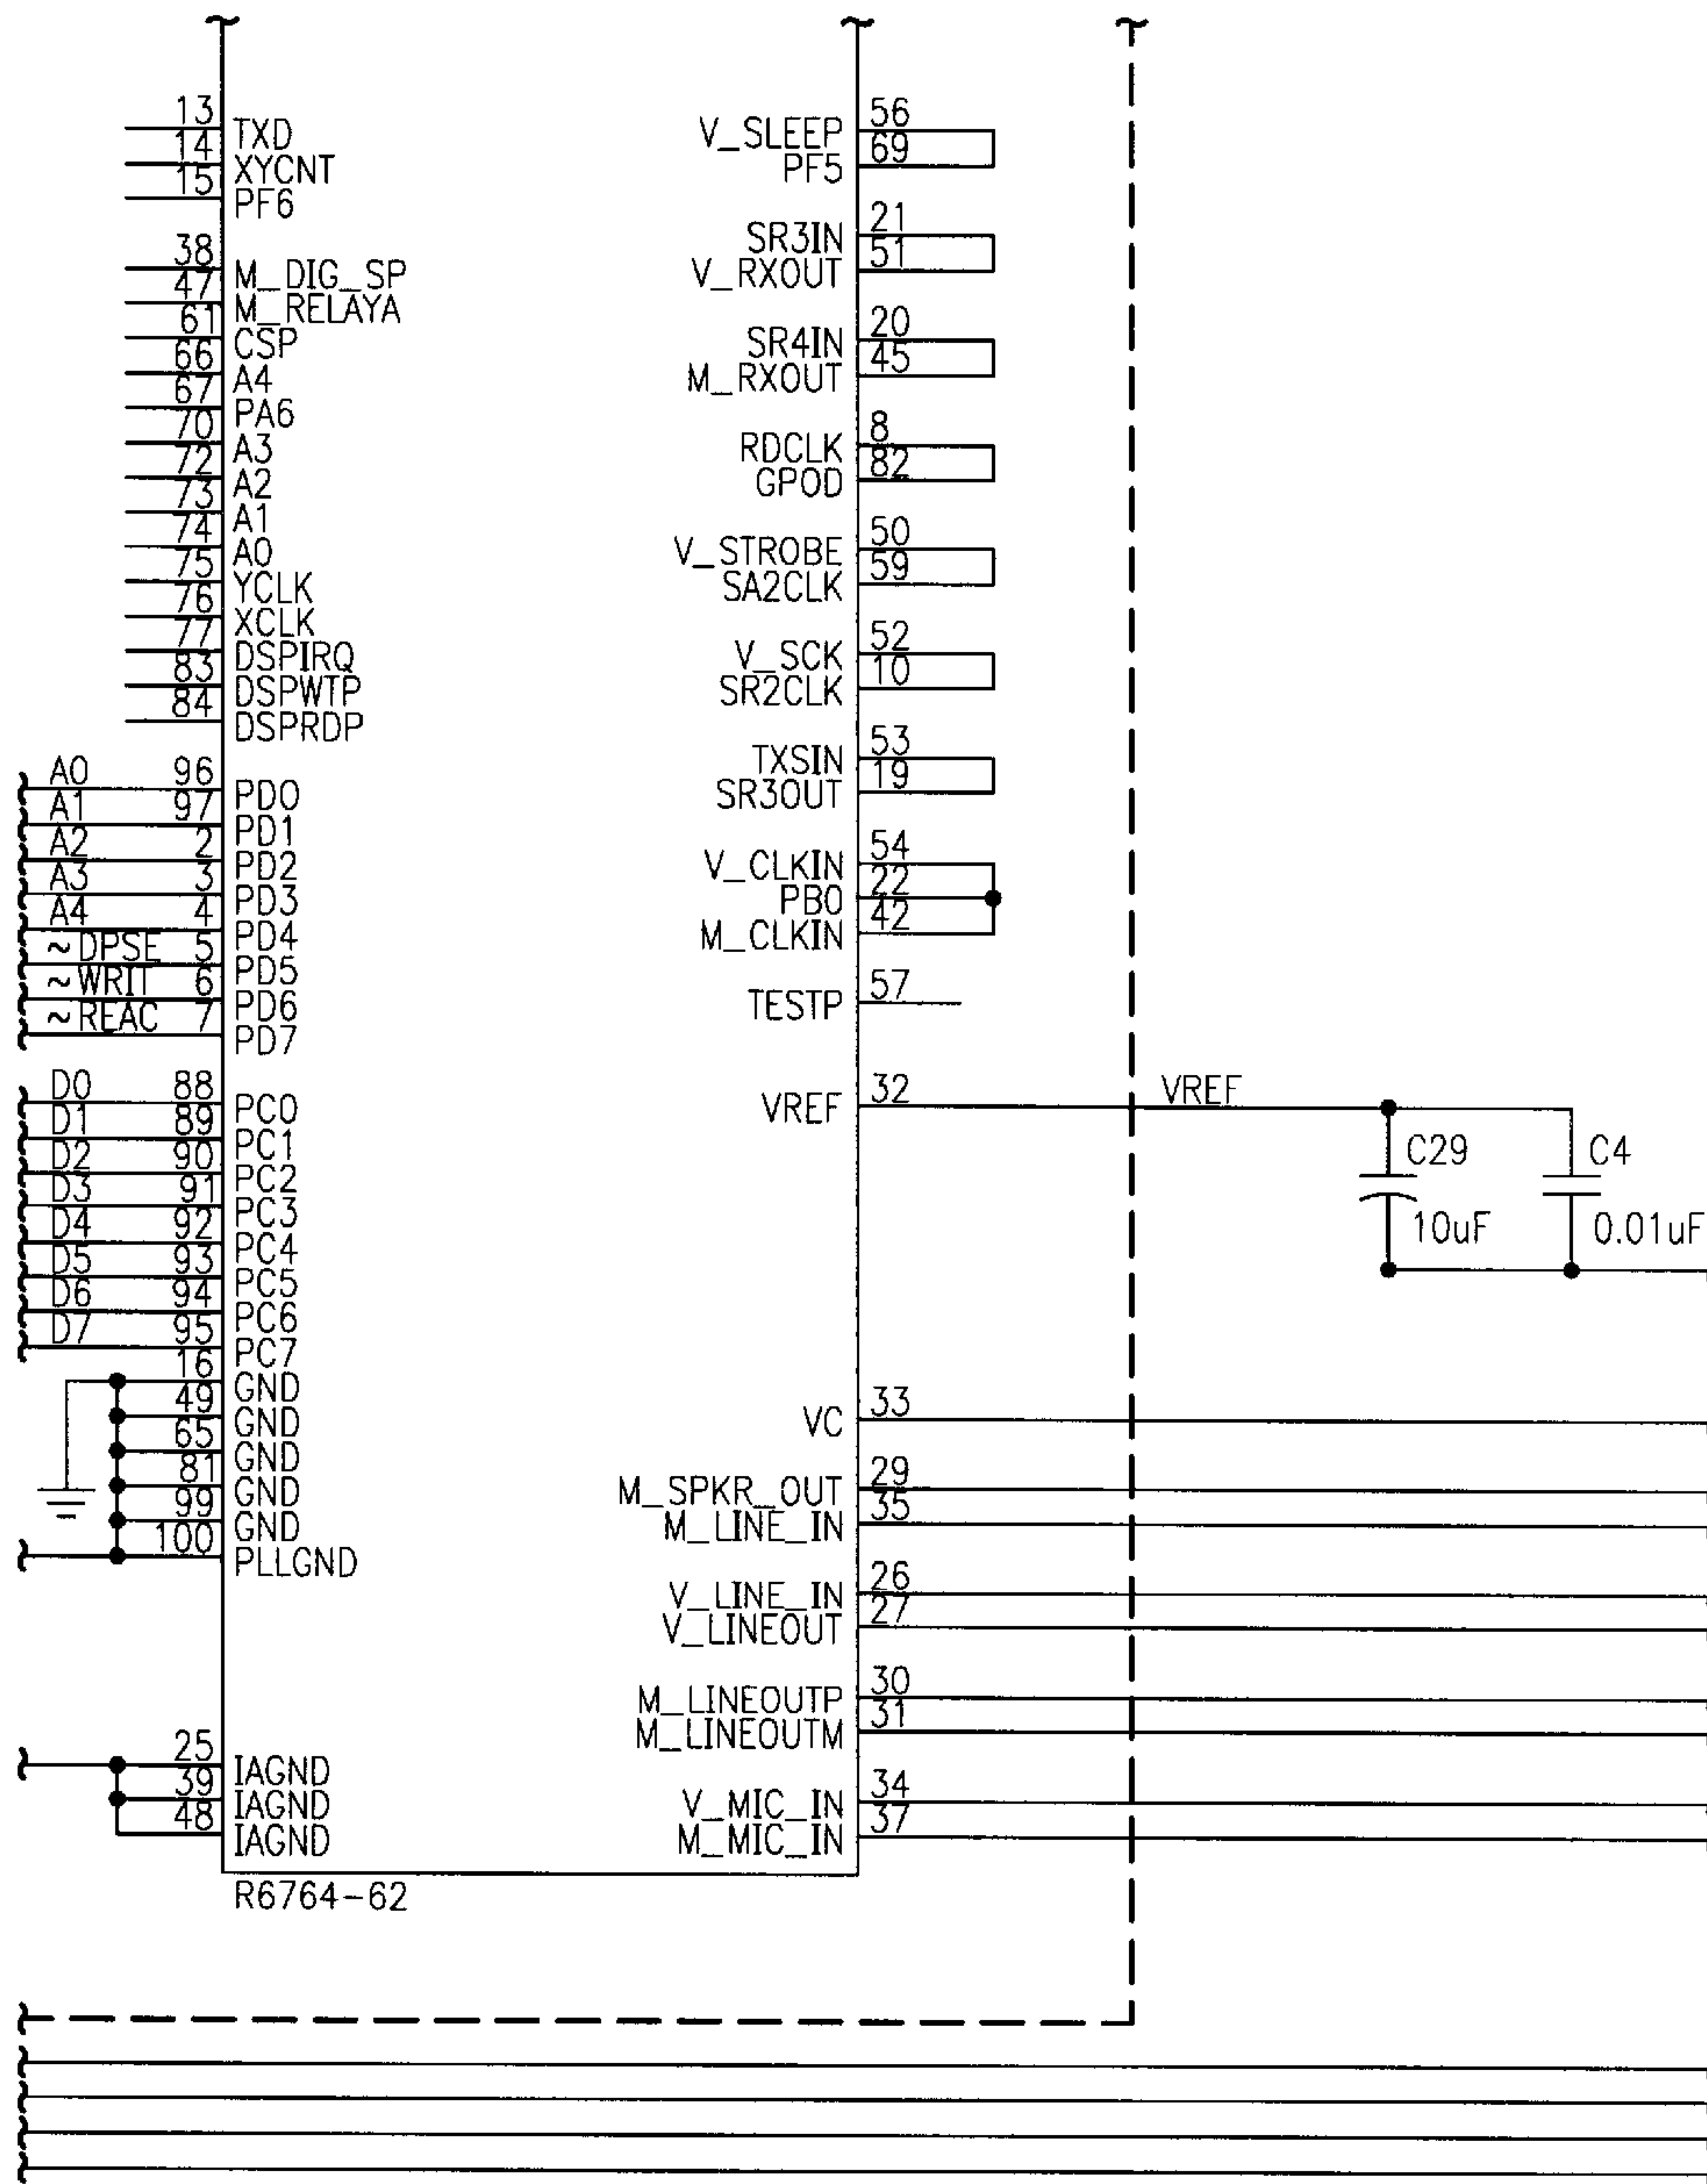 13 TXD
14 XYCNT
15 PF6
38 M_DIG_SP
47 M_RELAYA
61 CSP
66 A4
67 PA6
70 A3
72 A2
73 A1
74 A0
75 YCLK
76 XCLK
77 DSPIRQ
83 DSPWTP
84 DSPRDP
A0 96 PD0
A1 97 PD1
A2 2 PD2
A3 3 PD3
A4 4 PD4
~DPSE 5 PD5
~WRIT 6 PD6
~REAC 7 PD7
D0 88 PC0
D1 89 PC1
D2 90 PC2
D3 91 PC3
D4 92 PC4
D5 93 PC5
D6 94 PC6
D7 95 PC7
16 GND
49 GND
65 GND
81 GND
99 GND
100 PLLGND
25 IAGND
39 IAGND
48 IAGND
R6764-62
V_SLEEP 56
PF5 69
SR3IN 21
V_RXOUT 51
SR4IN 20
M_RXOUT 45
RDCLK 8
GPOD 82
V_STROBE 50
SA2CLK 59
V_SCK 52
SR2CLK 10
TXSIN 53
SR3OUT 19
V_CLKIN 54
PB0 22
M_CLKIN 42
TESTP 57
VREF 32 VREF
C29 C4
10uF 0.01uF
VC 33
M_SPKR_OUT 29
M_LINE_IN 35
V_LINE_IN 26
V_LINEOUT 27
M_LINEOUTP 30
M_LINEOUTM 31
V_MIC_IN 34
M_MIC_IN 37